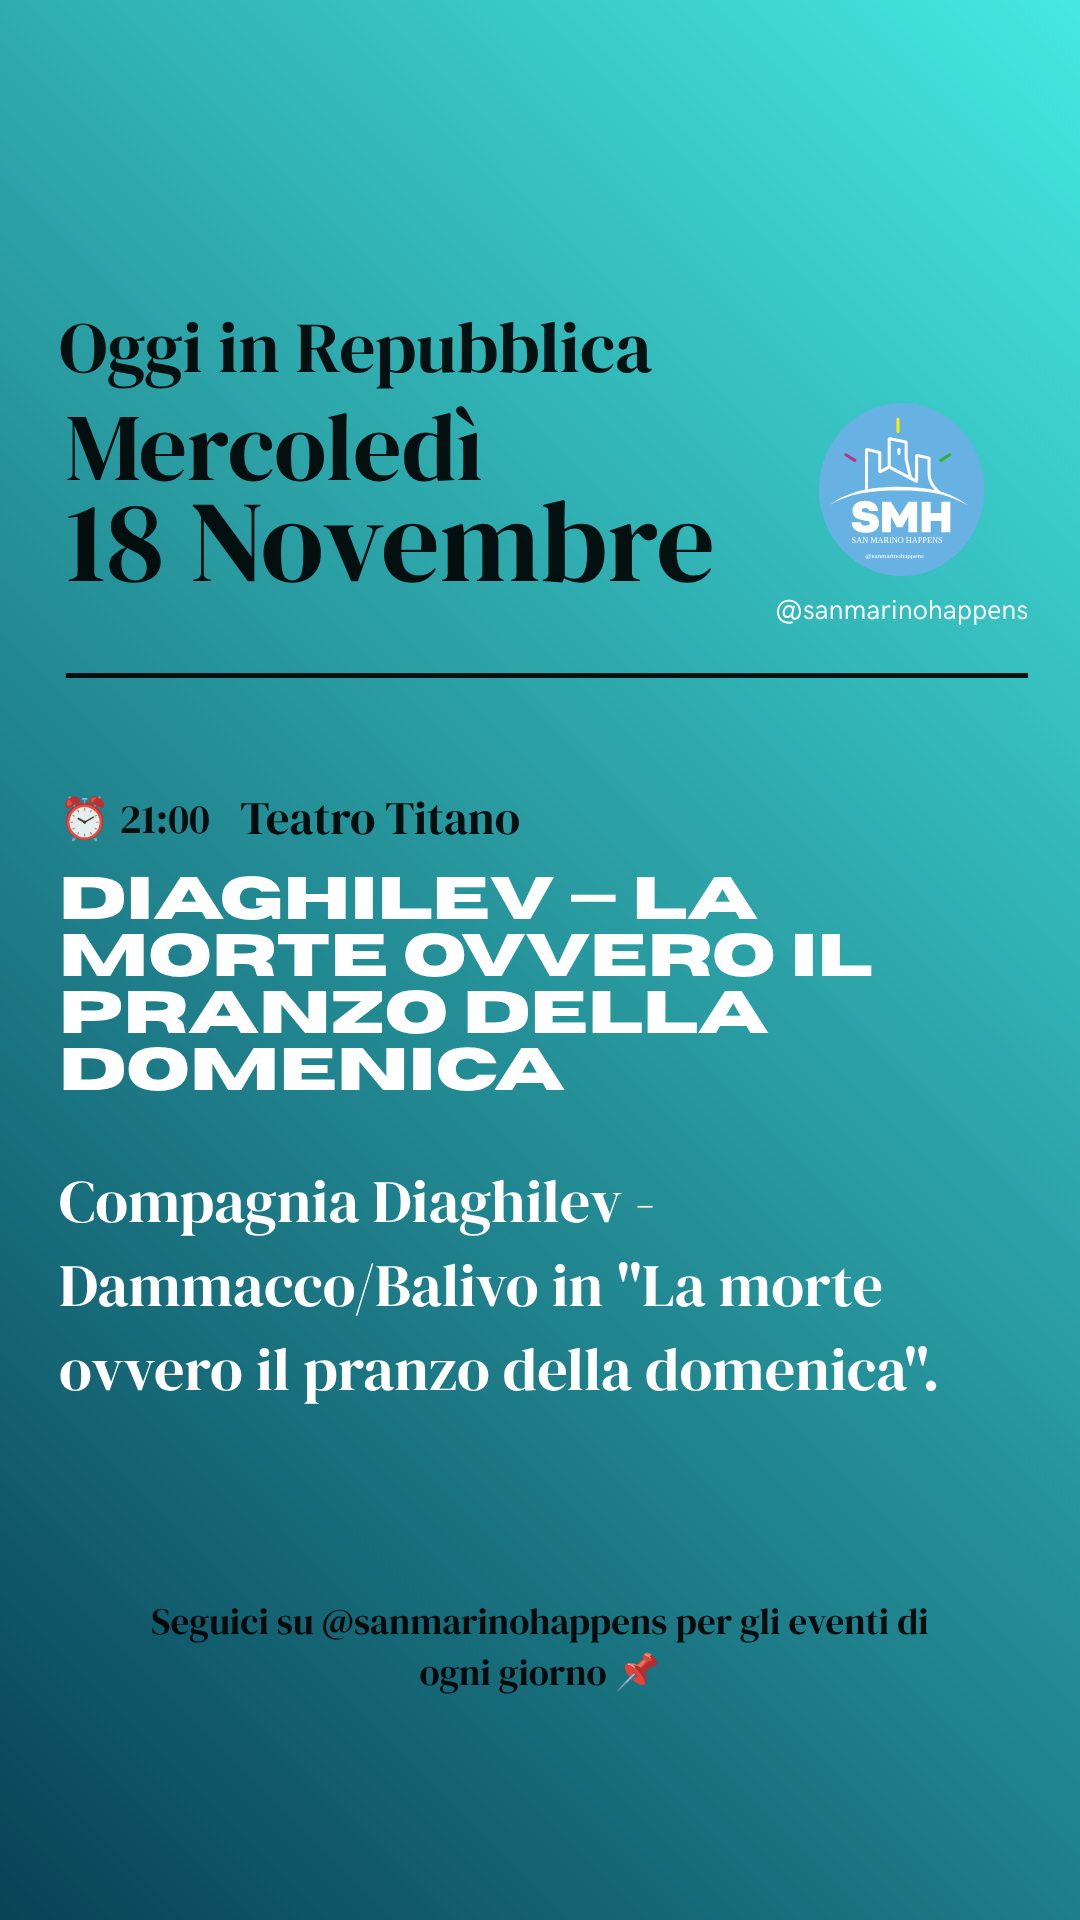 Oggi in Repubblica
Mercoledì
18 Novembre
SMH
SAN MARINO HAPPENS
@sanmarinohappens
@sanmarinohappens
⏰ 21:00 Teatro Titano
DIAGHILEV – LA
MORTE OVVERO IL
PRANZO DELLA
DOMENICA
Compagnia Diaghilev -
Dammacco/Balivo in "La morte
ovvero il pranzo della domenica".
Seguici su @sanmarinohappens per gli eventi di
ogni giorno 📌